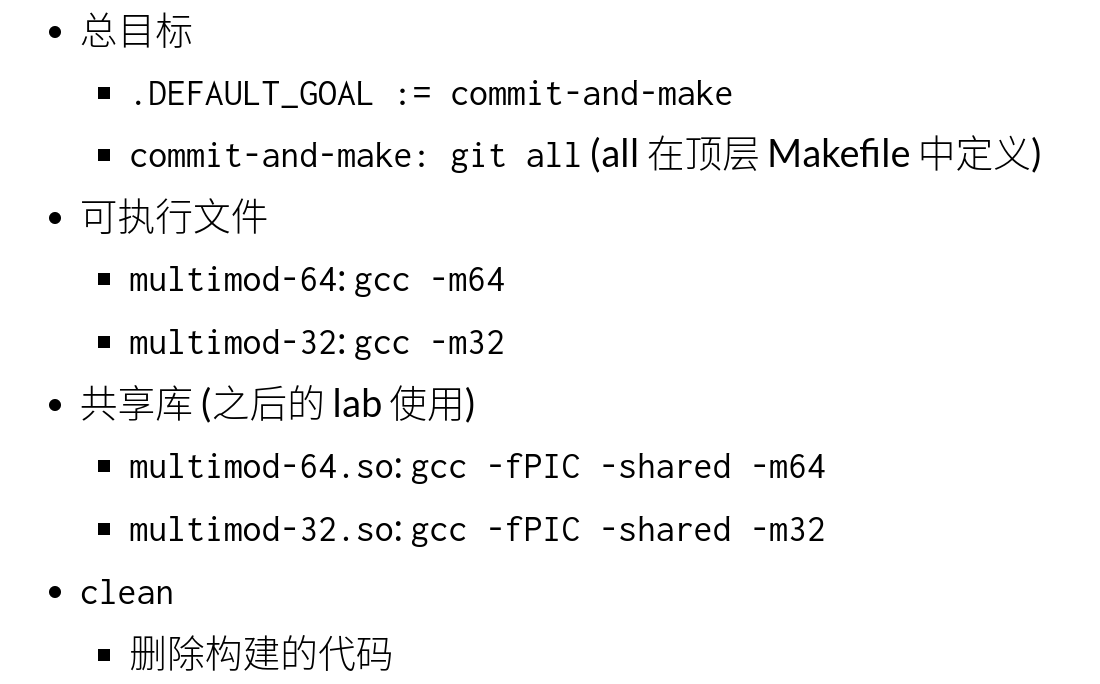 总目标
.DEFAULT_GOAL := commit-and-make
commit-and-make: git all (all 在顶层 Makefile 中定义)
可执行文件
multimod-64: gcc -m64
multimod-32: gcc -m32
共享库 (之后的 lab 使用)
multimod-64.so: gcc -fPIC -shared -m64
multimod-32.so: gcc -fPIC -shared -m32
clean
删除构建的代码